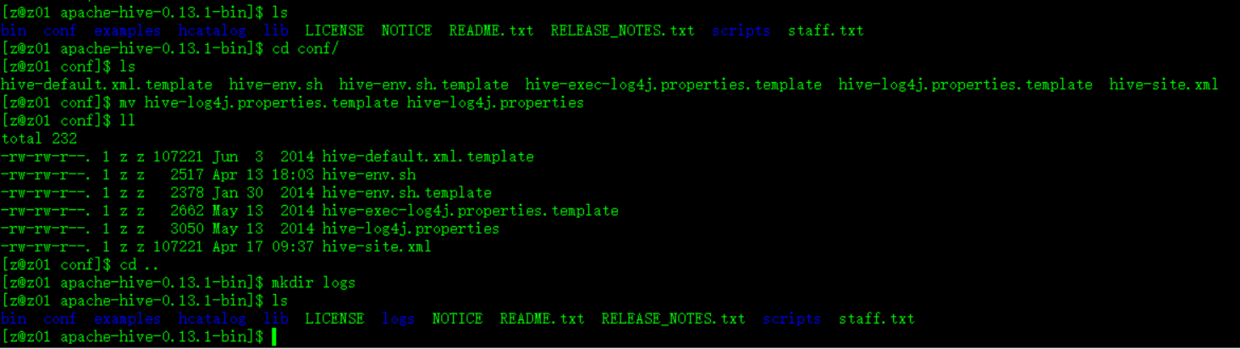 [z@z01 apache-hive-0.13.1-bin]$ ls
bin conf examples hcatalog lib LICENSE NOTICE README.txt RELEASE_NOTES.txt scripts staff.txt
[z@z01 apache-hive-0.13.1-bin]$ cd conf/
[z@z01 conf]$ ls
hive-default.xml.template hive-env.sh hive-env.sh.template hive-exec-log4j.properties.template hive-log4j.properties.template hive-site.xml
[z@z01 conf]$ mv hive-log4j.properties.template hive-log4j.properties
[z@z01 conf]$ ll
total 232
-rw-rw-r--. 1 z z 107221 Jun 3 2014 hive-default.xml.template
-rw-rw-r--. 1 z z 2517 Apr 13 18:03 hive-env.sh
-rw-rw-r--. 1 z z 2378 Jan 30 2014 hive-env.sh.template
-rw-rw-r--. 1 z z 2662 May 13 2014 hive-exec-log4j.properties.template
-rw-rw-r--. 1 z z 3050 May 13 2014 hive-log4j.properties
-rw-rw-r--. 1 z z 107221 Apr 17 09:37 hive-site.xml
[z@z01 conf]$ cd ..
[z@z01 apache-hive-0.13.1-bin]$ mkdir logs
[z@z01 apache-hive-0.13.1-bin]$ ls
bin conf examples hcatalog lib LICENSE logs NOTICE README.txt RELEASE_NOTES.txt scripts staff.txt
[z@z01 apache-hive-0.13.1-bin]$